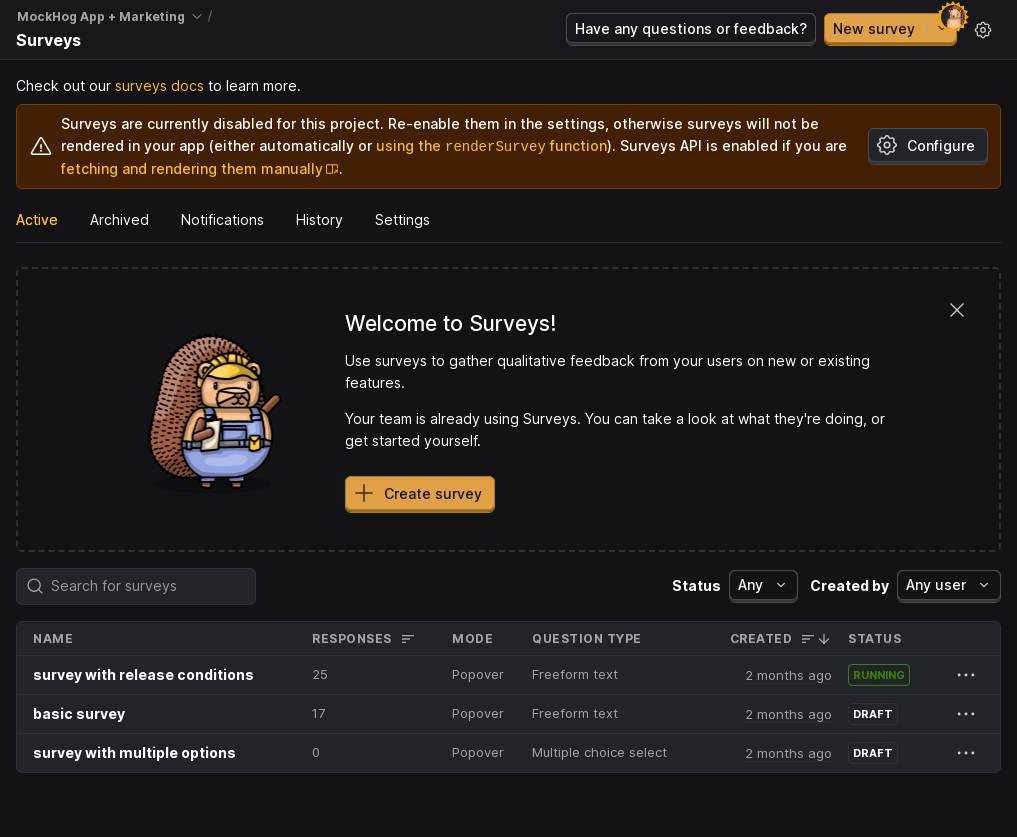 MockHog App + Marketing /
Surveys
Have any questions or feedback?
New survey
Check out our surveys docs to learn more.
Surveys are currently disabled for this project. Re-enable them in the settings, otherwise surveys will not be
rendered in your app (either automatically or using the renderSurvey function). Surveys API is enabled if you are
fetching and rendering them manually.
Configure
Active Archived Notifications History Settings
Welcome to Surveys!
Use surveys to gather qualitative feedback from your users on new or existing
features.
Your team is already using Surveys. You can take a look at what they're doing, or
get started yourself.
Create survey
Search for surveys
Status Any Created by Any user
NAME RESPONSES MODE QUESTION TYPE CREATED STATUS
survey with release conditions 25 Popover Freeform text 2 months ago RUNNING
basic survey 17 Popover Freeform text 2 months ago DRAFT
survey with multiple options 0 Popover Multiple choice select 2 months ago DRAFT